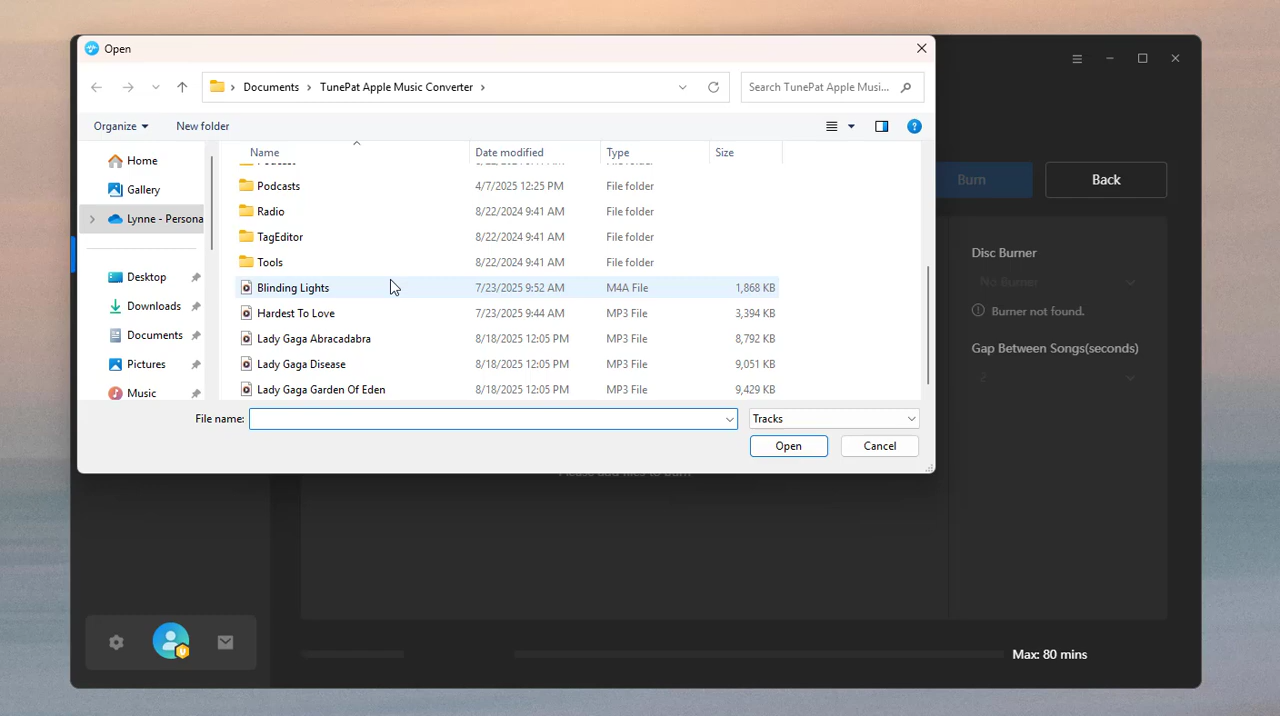 Open
Documents > TunePat Apple Music Converter >
Search TunePat Apple Musi...
Organize
New folder
Name Date modified Type Size
Podcasts 4/7/2025 12:25 PM File folder
Radio 8/22/2024 9:41 AM File folder
TagEditor 8/22/2024 9:41 AM File folder
Tools 8/22/2024 9:41 AM File folder
Blinding Lights 7/23/2025 9:52 AM M4A File 1,868 KB
Hardest To Love 7/23/2025 9:44 AM MP3 File 3,394 KB
Lady Gaga Abracadabra 8/18/2025 12:05 PM MP3 File 8,792 KB
Lady Gaga Disease 8/18/2025 12:05 PM MP3 File 9,051 KB
Lady Gaga Garden Of Eden 8/18/2025 12:05 PM MP3 File 9,429 KB
Home
Gallery
Lynne - Persona
Desktop
Downloads
Documents
Pictures
Music
File name:
Tracks
Open
Cancel
Burn
Back
Disc Burner
No Burner
Burner not found.
Gap Between Songs(seconds)
2
Max: 80 mins